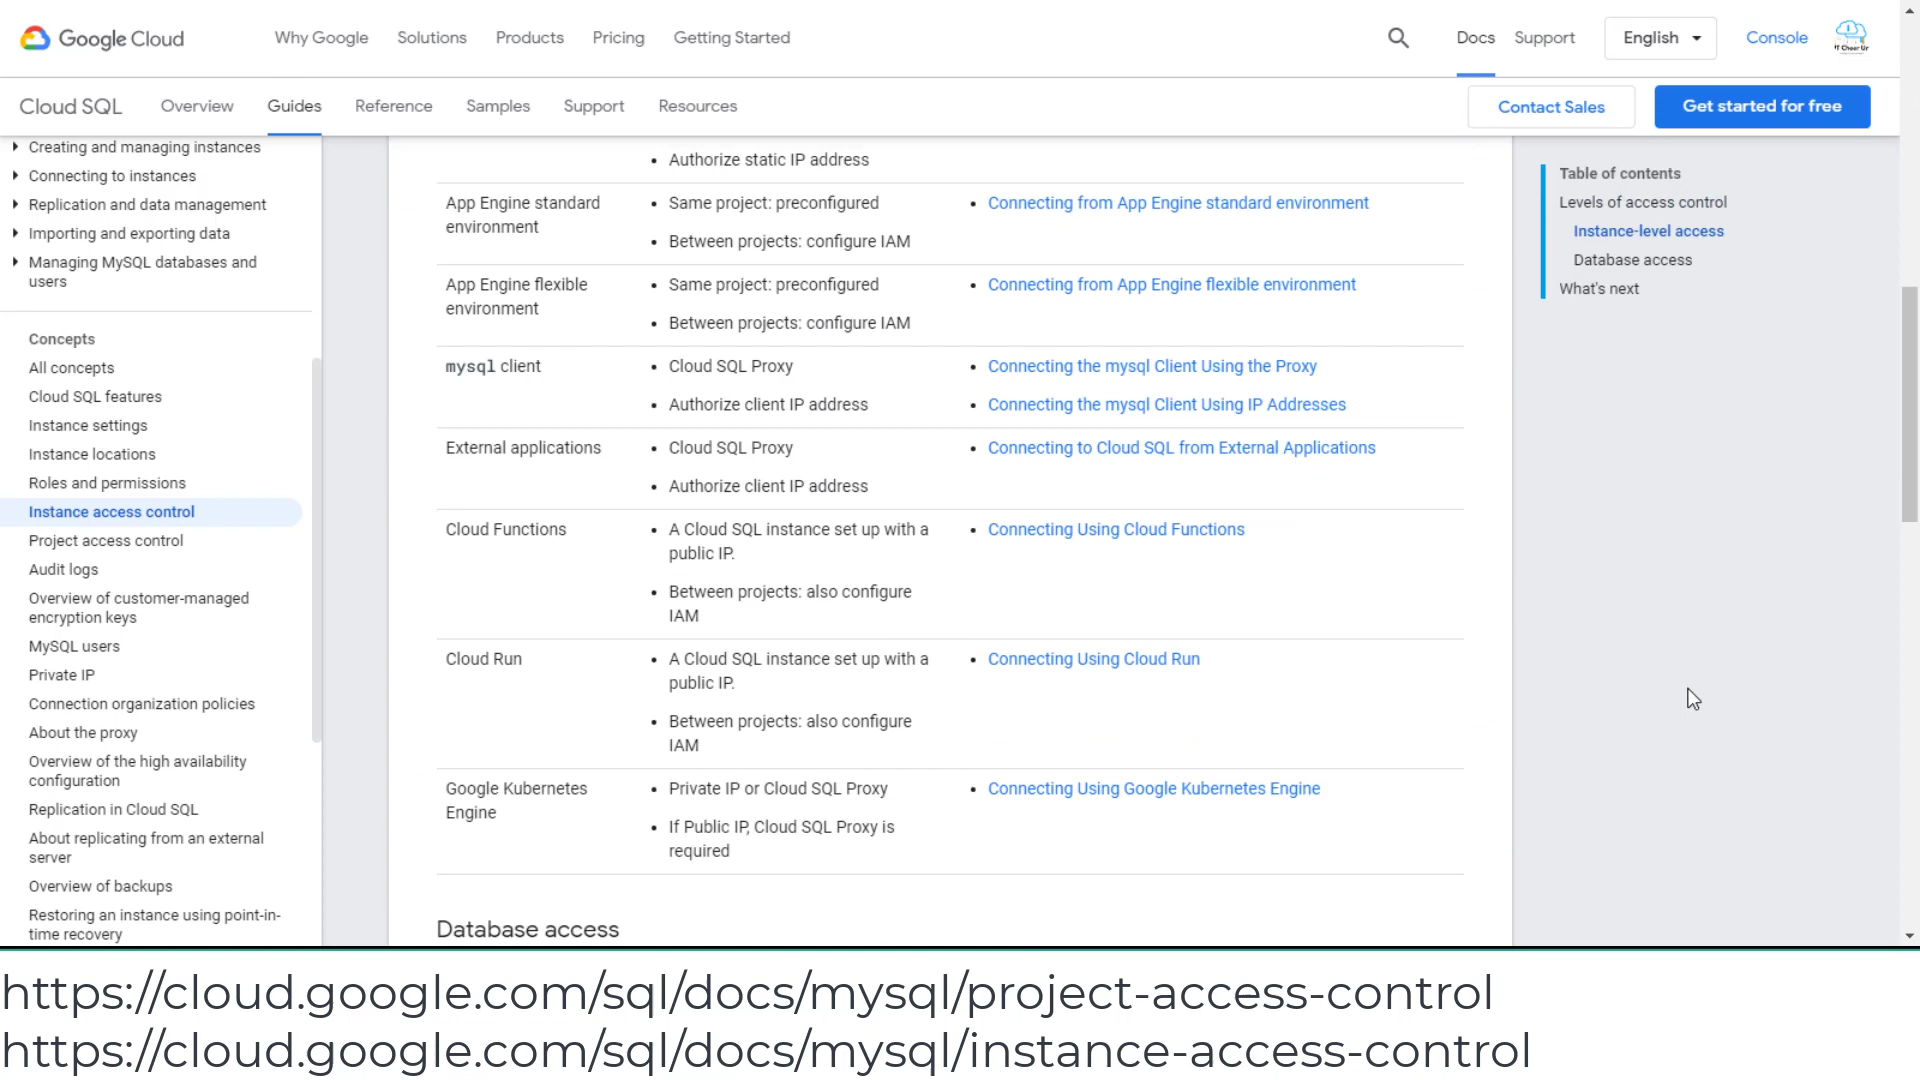 Google Cloud
Why Google
Solutions
Products
Pricing
Getting Started
Docs
Support
English
Console
IT Cheer Up
Cloud SQL
Overview
Guides
Reference
Samples
Support
Resources
Contact Sales
Get started for free
Creating and managing instances
Connecting to instances
Replication and data management
Importing and exporting data
Managing MySQL databases and
users
Concepts
All concepts
Cloud SQL features
Instance settings
Instance locations
Roles and permissions
Instance access control
Project access control
Audit logs
Overview of customer-managed
encryption keys
MySQL users
Private IP
Connection organization policies
About the proxy
Overview of the high availability
configuration
Replication in Cloud SQL
About replicating from an external
server
Overview of backups
Restoring an instance using point-in-
time recovery
Authorize static IP address
App Engine standard
environment
Same project: preconfigured
Between projects: configure IAM
Connecting from App Engine standard environment
App Engine flexible
environment
Same project: preconfigured
Between projects: configure IAM
Connecting from App Engine flexible environment
mysql client
Cloud SQL Proxy
Authorize client IP address
Connecting the mysql Client Using the Proxy
Connecting the mysql Client Using IP Addresses
External applications
Cloud SQL Proxy
Authorize client IP address
Connecting to Cloud SQL from External Applications
Cloud Functions
A Cloud SQL instance set up with a
public IP.
Between projects: also configure
IAM
Connecting Using Cloud Functions
Cloud Run
A Cloud SQL instance set up with a
public IP.
Between projects: also configure
IAM
Connecting Using Cloud Run
Google Kubernetes
Engine
Private IP or Cloud SQL Proxy
If Public IP, Cloud SQL Proxy is
required
Connecting Using Google Kubernetes Engine
Database access
Table of contents
Levels of access control
Instance-level access
Database access
What's next
https://cloud.google.com/sql/docs/mysql/project-access-control
https://cloud.google.com/sql/docs/mysql/instance-access-control